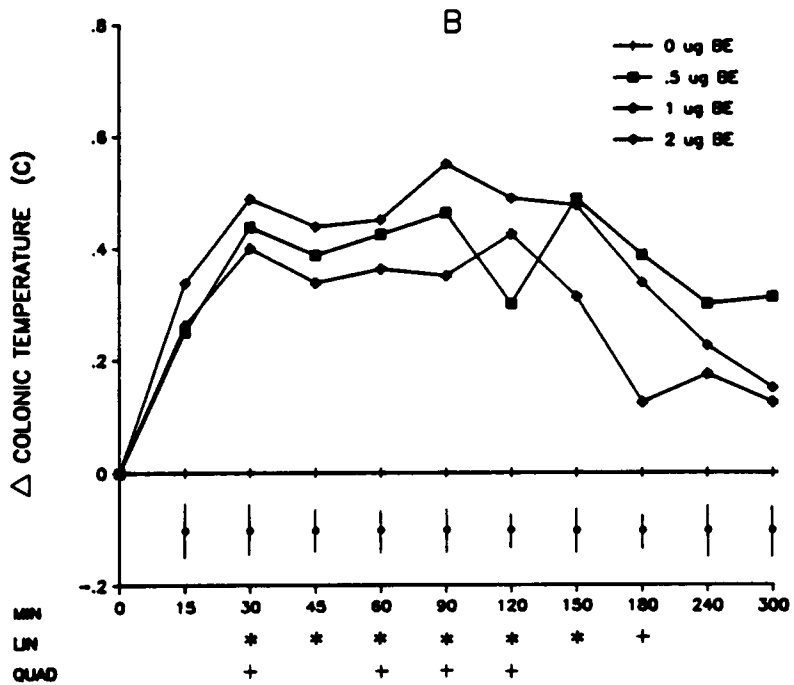 B
.8
.6
.4
.2
0
-.2
Δ COLONIC TEMPERATURE (C)
0 ug BE
.5 ug BE
1 ug BE
2 ug BE
MIN 0 15 30 45 60 90 120 150 180 240 300
LIN * * * * * * +
QUAD + + + +